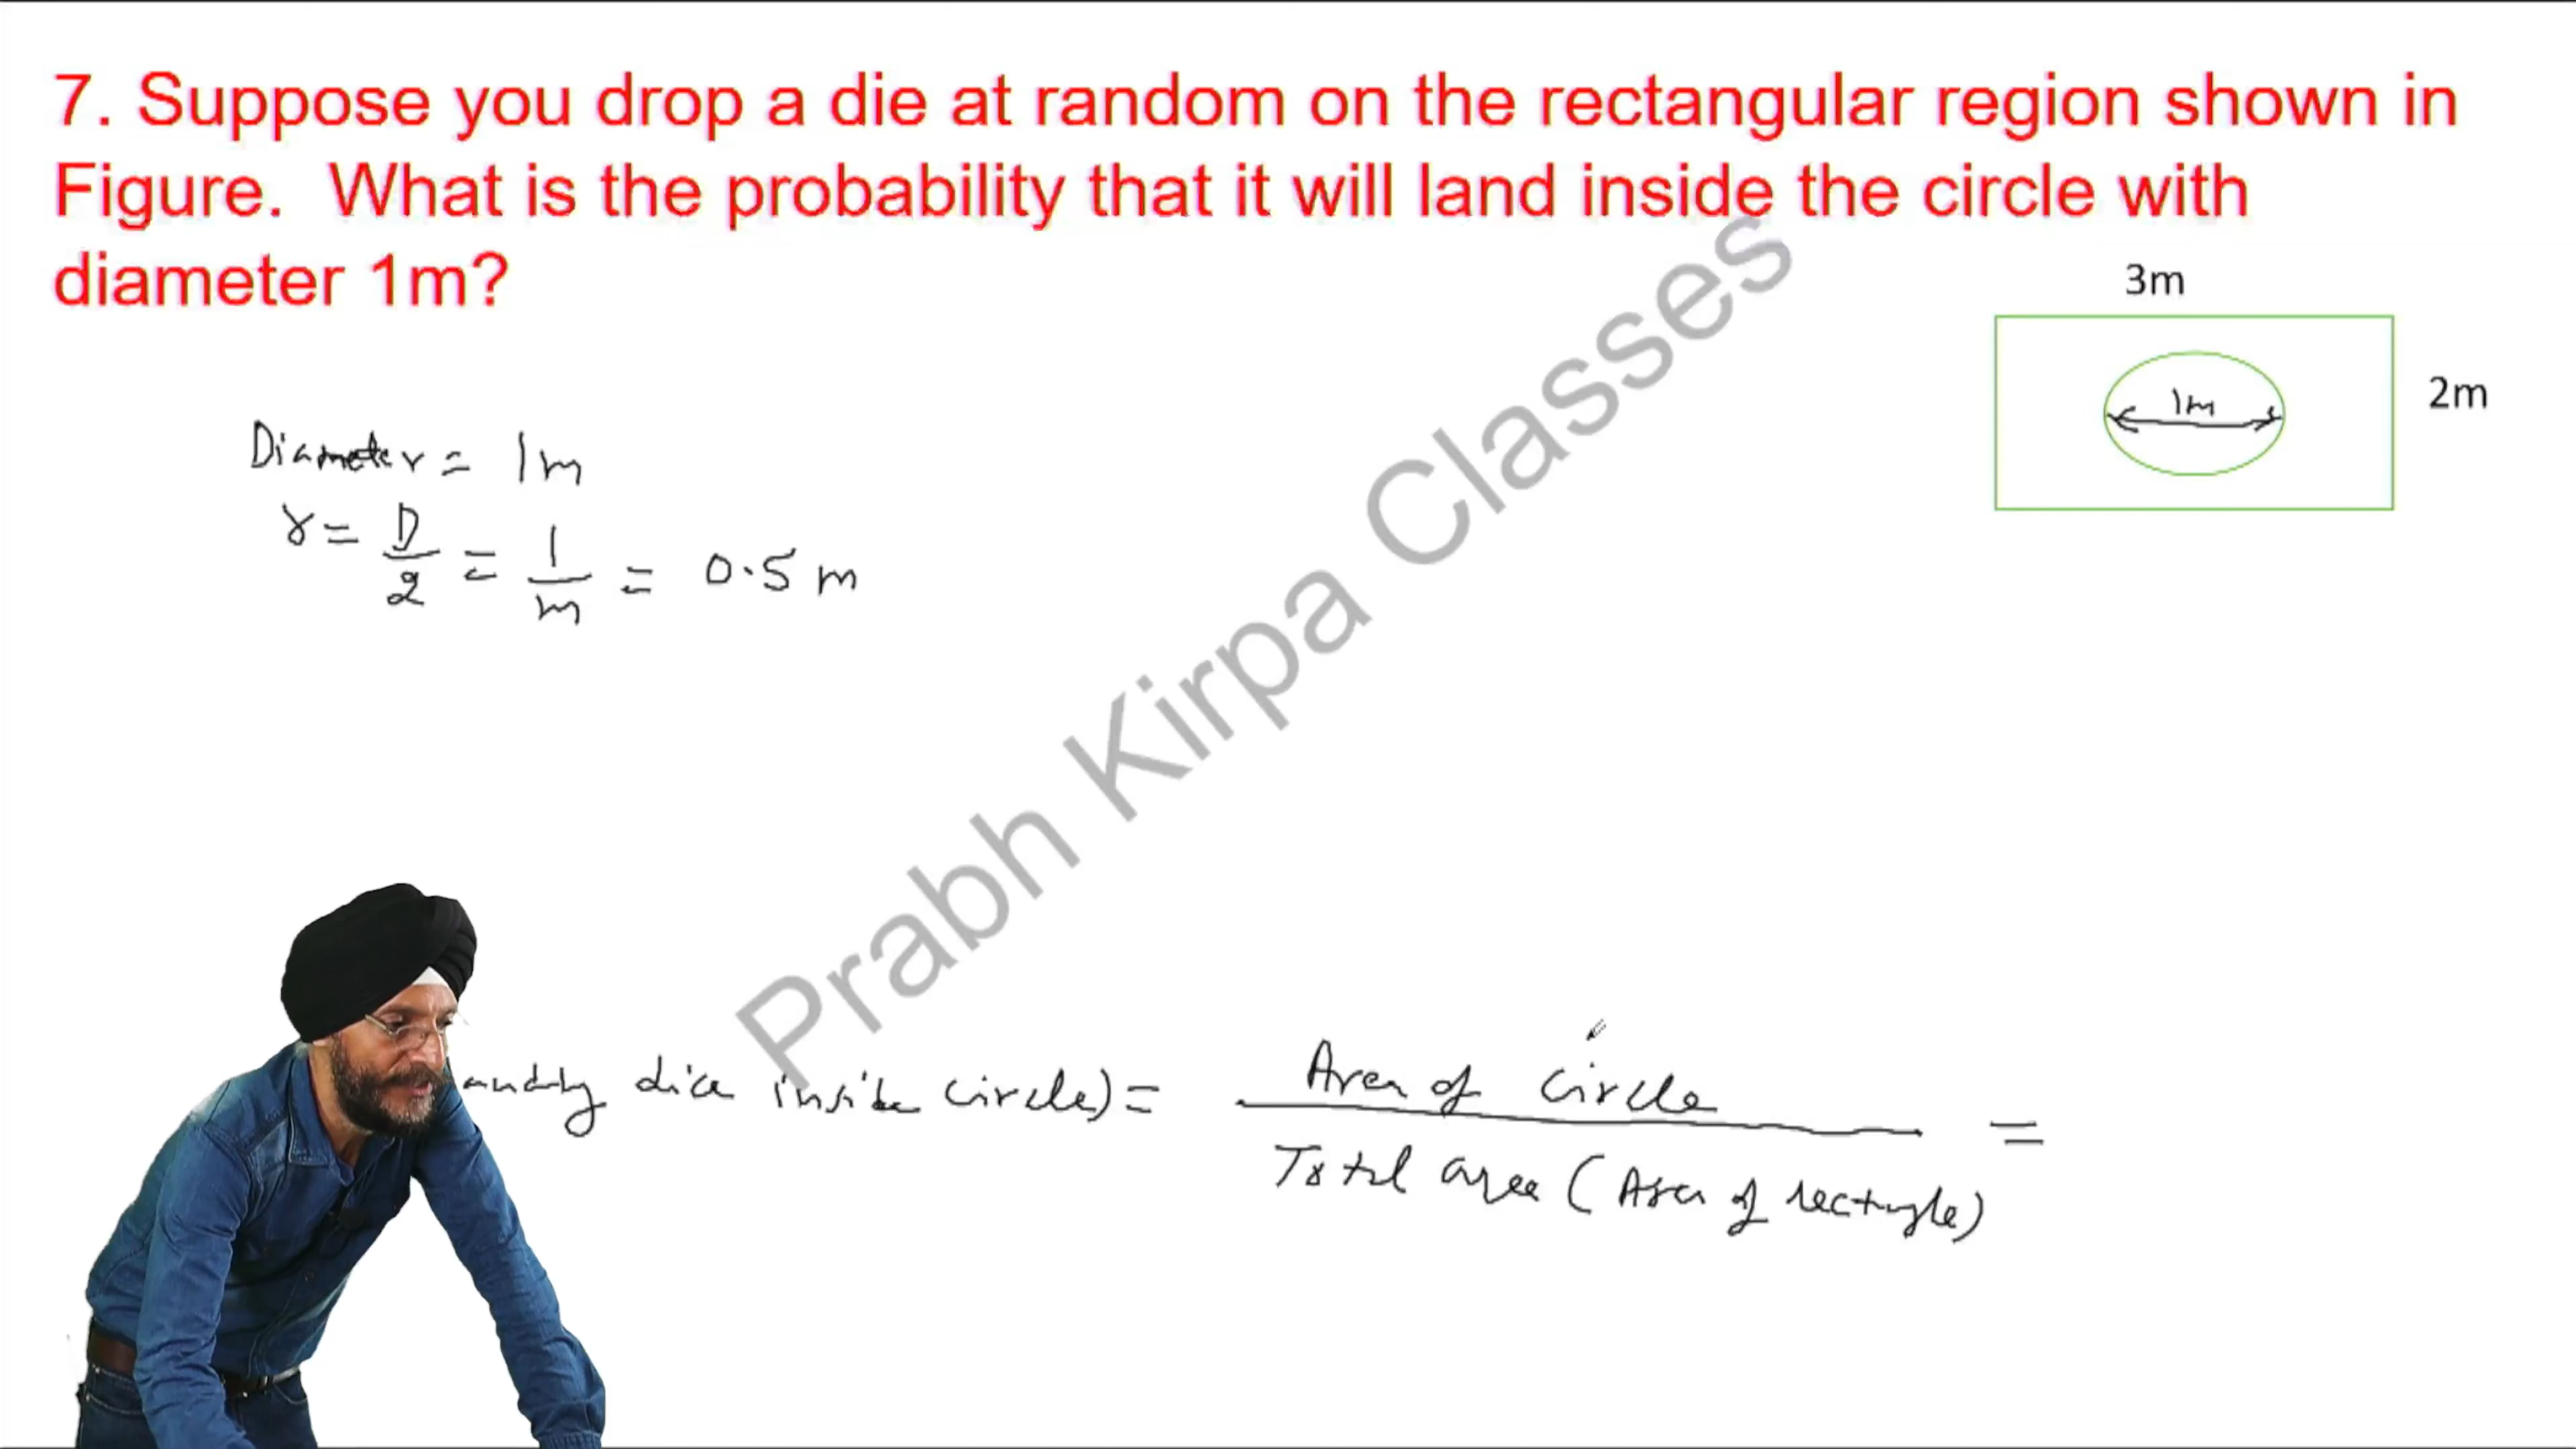 7. Suppose you drop a die at random on the rectangular region shown in
Figure. What is the probability that it will land inside the circle with
diameter 1m?
3m
1m
2m
Diameter = 1m
r = D/2 = 1/m = 0.5 m
Prabh Kirpa Classes
dice inside circle) = Area of circle / Total area (Area of rectangle) =